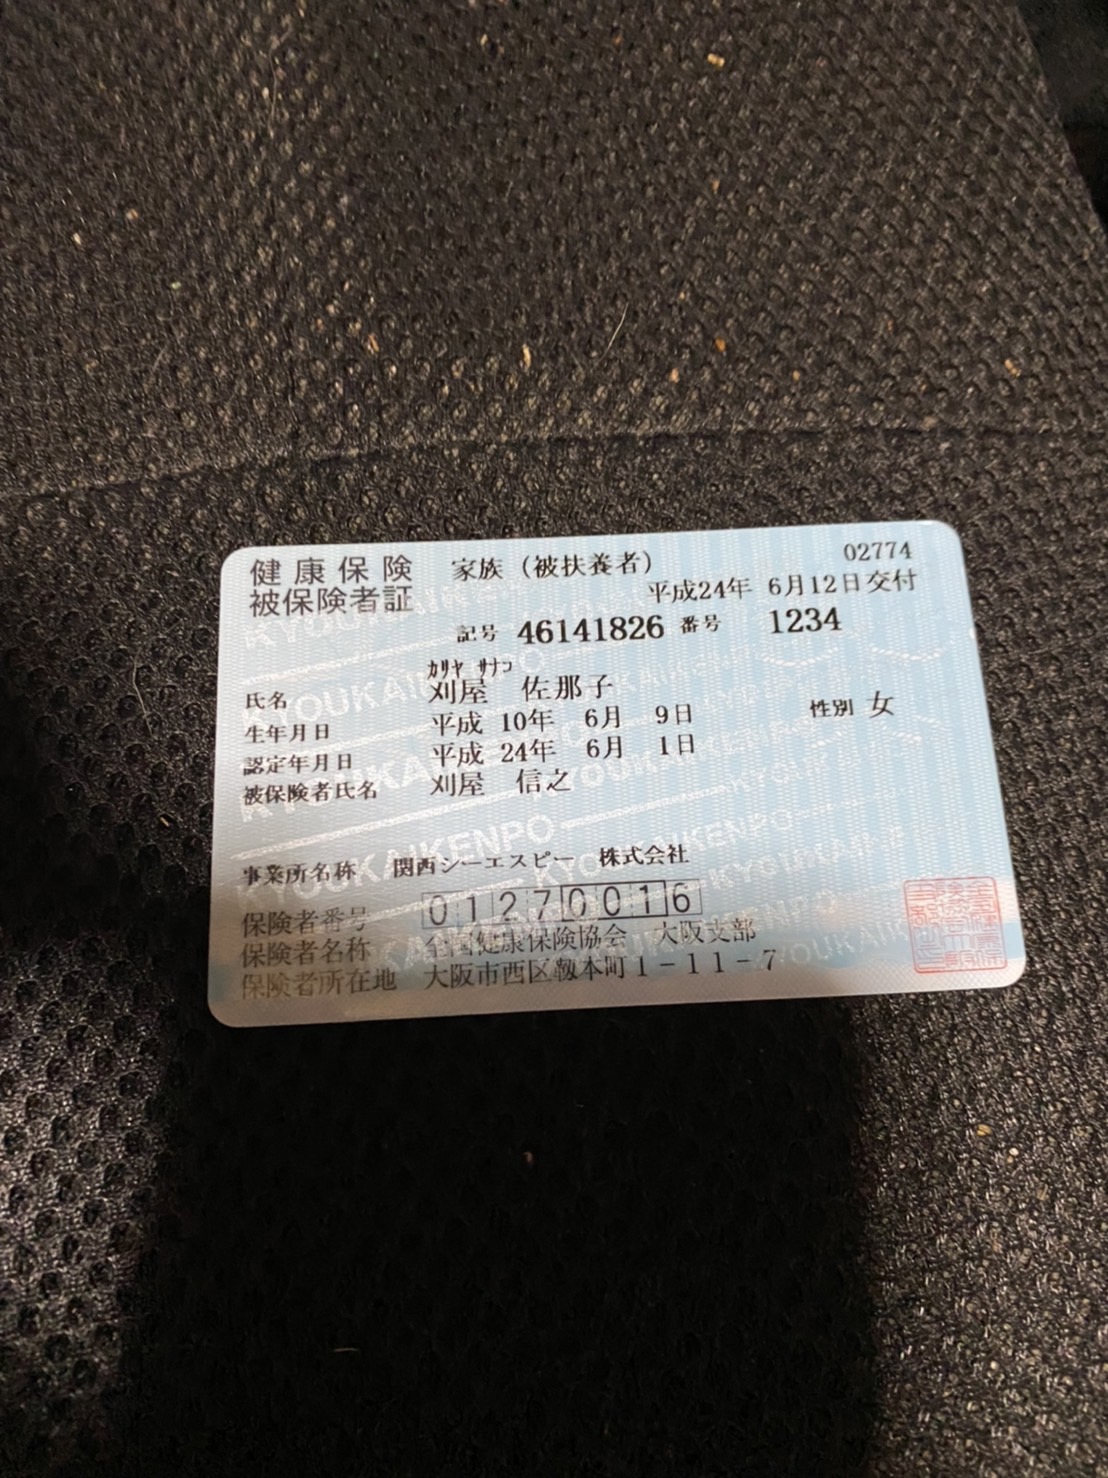 健康保険 家族（被扶養者） 02774
被保険者証 平成24年 6月12日交付
記号 46141826 番号 1234
ｶﾘﾔ ｻﾅｺ
氏名 刈屋 佐那子
生年月日 平成 10年 6月 9日 性別 女
認定年月日 平成 24年 6月 1日
被保険者氏名 刈屋 信之
事業所名称 関西シーエスピー 株式会社
保険者番号 01270016
保険者名称 全国健康保険協会 大阪支部
保険者所在地 大阪市西区靱本町1-11-7
KYOUKAIKENPO